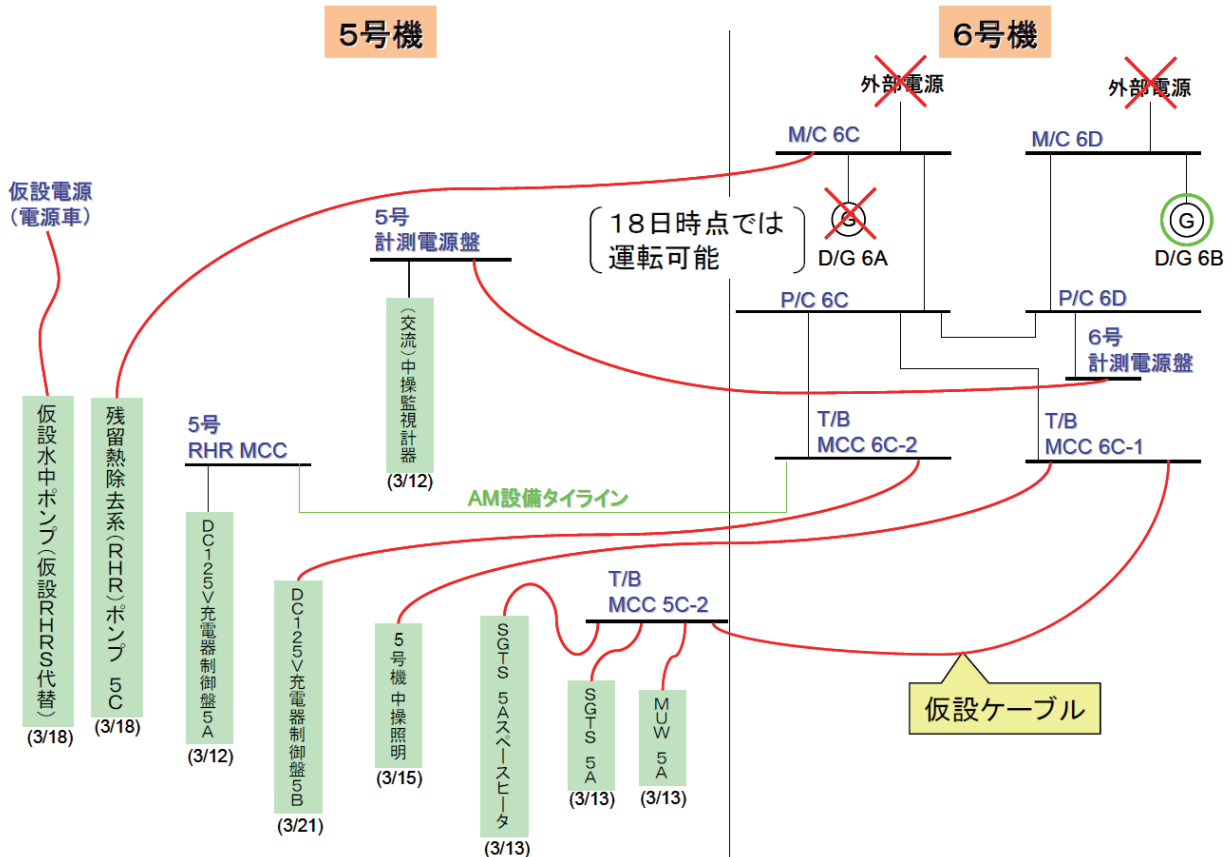 5号機
6号機
外部電源
外部電源
M/C 6C
M/C 6D
仮設電源
(電源車)
5号
計測電源盤
18日時点では
運転可能
G
D/G 6A
G
D/G 6B
P/C 6C
P/C 6D
6号
計測電源盤
(交流)中操監視計器
(3/12)
仮設水中ポンプ(仮設RHRS代替)
(3/18)
残留熱除去系(RHR)ポンプ 5C
(3/18)
5号
RHR MCC
T/B
MCC 6C-2
T/B
MCC 6C-1
AM設備タイライン
DC125V充電器制御盤5A
(3/12)
DC125V充電器制御盤5B
(3/21)
5号機中操照明
(3/15)
T/B
MCC 5C-2
SGTS 5Aスペースヒータ
(3/13)
SGTS 5A
(3/13)
MUW 5A
(3/13)
仮設ケーブル